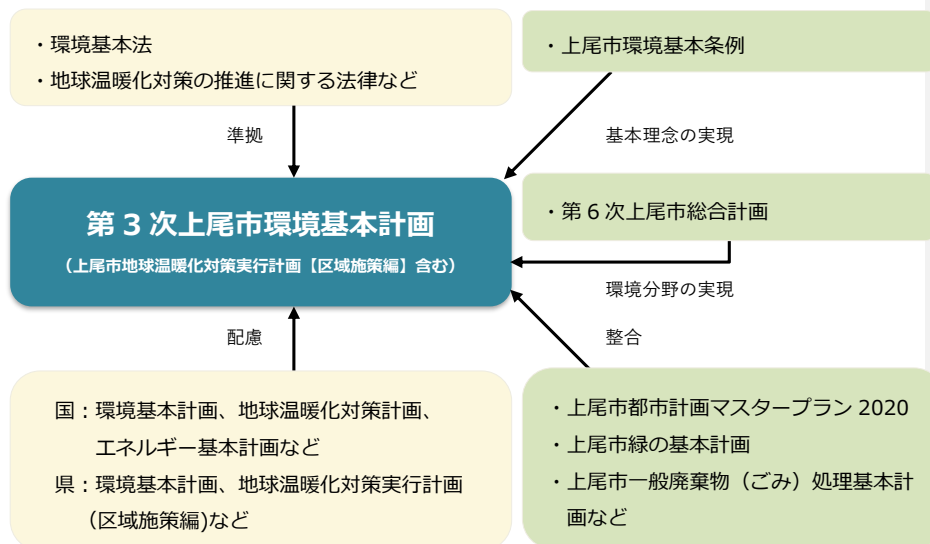 ・環境基本法
・地球温暖化対策の推進に関する法律など
・上尾市環境基本条例
準拠
基本理念の実現
第3次上尾市環境基本計画
（上尾市地球温暖化対策実行計画【区域施策編】含む）
・第6次上尾市総合計画
環境分野の実現
配慮
整合
国：環境基本計画、地球温暖化対策計画、
エネルギー基本計画など
県：環境基本計画、地球温暖化対策実行計画
（区域施策編)など
・上尾市都市計画マスタープラン 2020
・上尾市緑の基本計画
・上尾市一般廃棄物（ごみ）処理基本計
画など